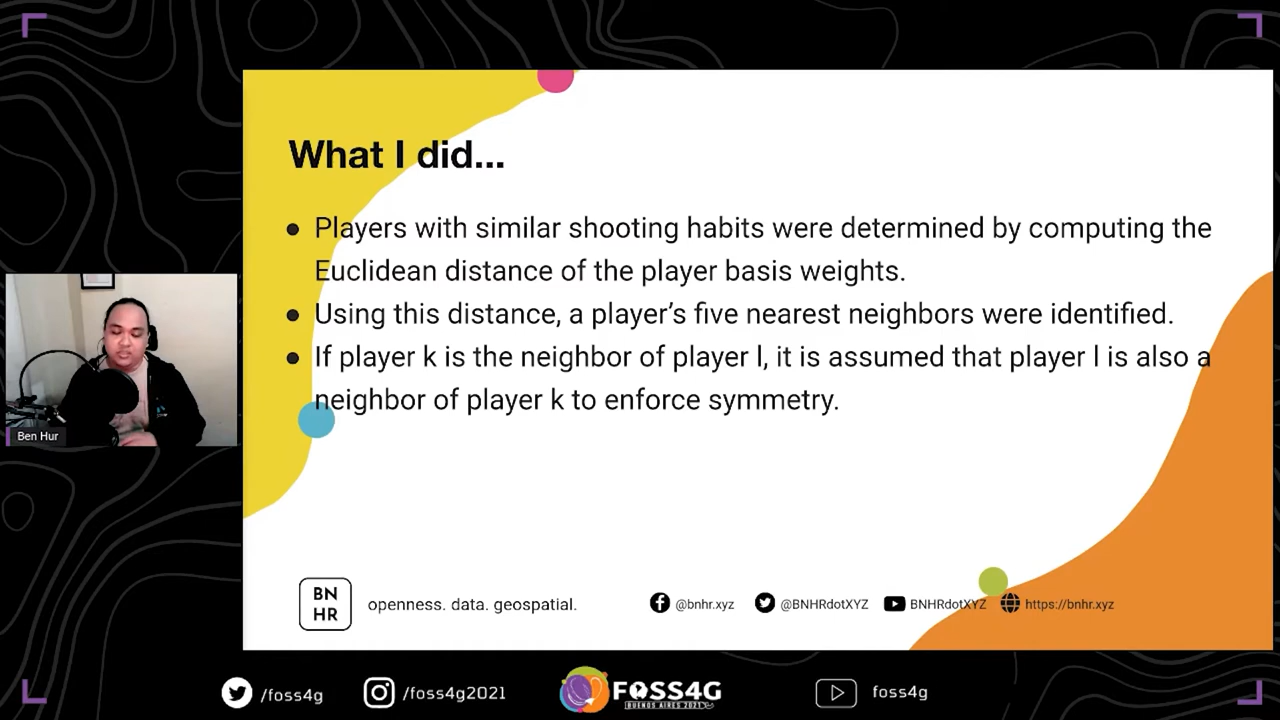 What I did...
● Players with similar shooting habits were determined by computing the
Euclidean distance of the player basis weights.
● Using this distance, a player’s five nearest neighbors were identified.
● If player k is the neighbor of player l, it is assumed that player l is also a
neighbor of player k to enforce symmetry.
Ben Hur
BN
HR
openness. data. geospatial.
@bnhr.xyz
@BNHRdotXYZ
BNHRdotXYZ
https://bnhr.xyz
/foss4g
/foss4g2021
FOSS4G
BUENOS AIRES 2021
foss4g